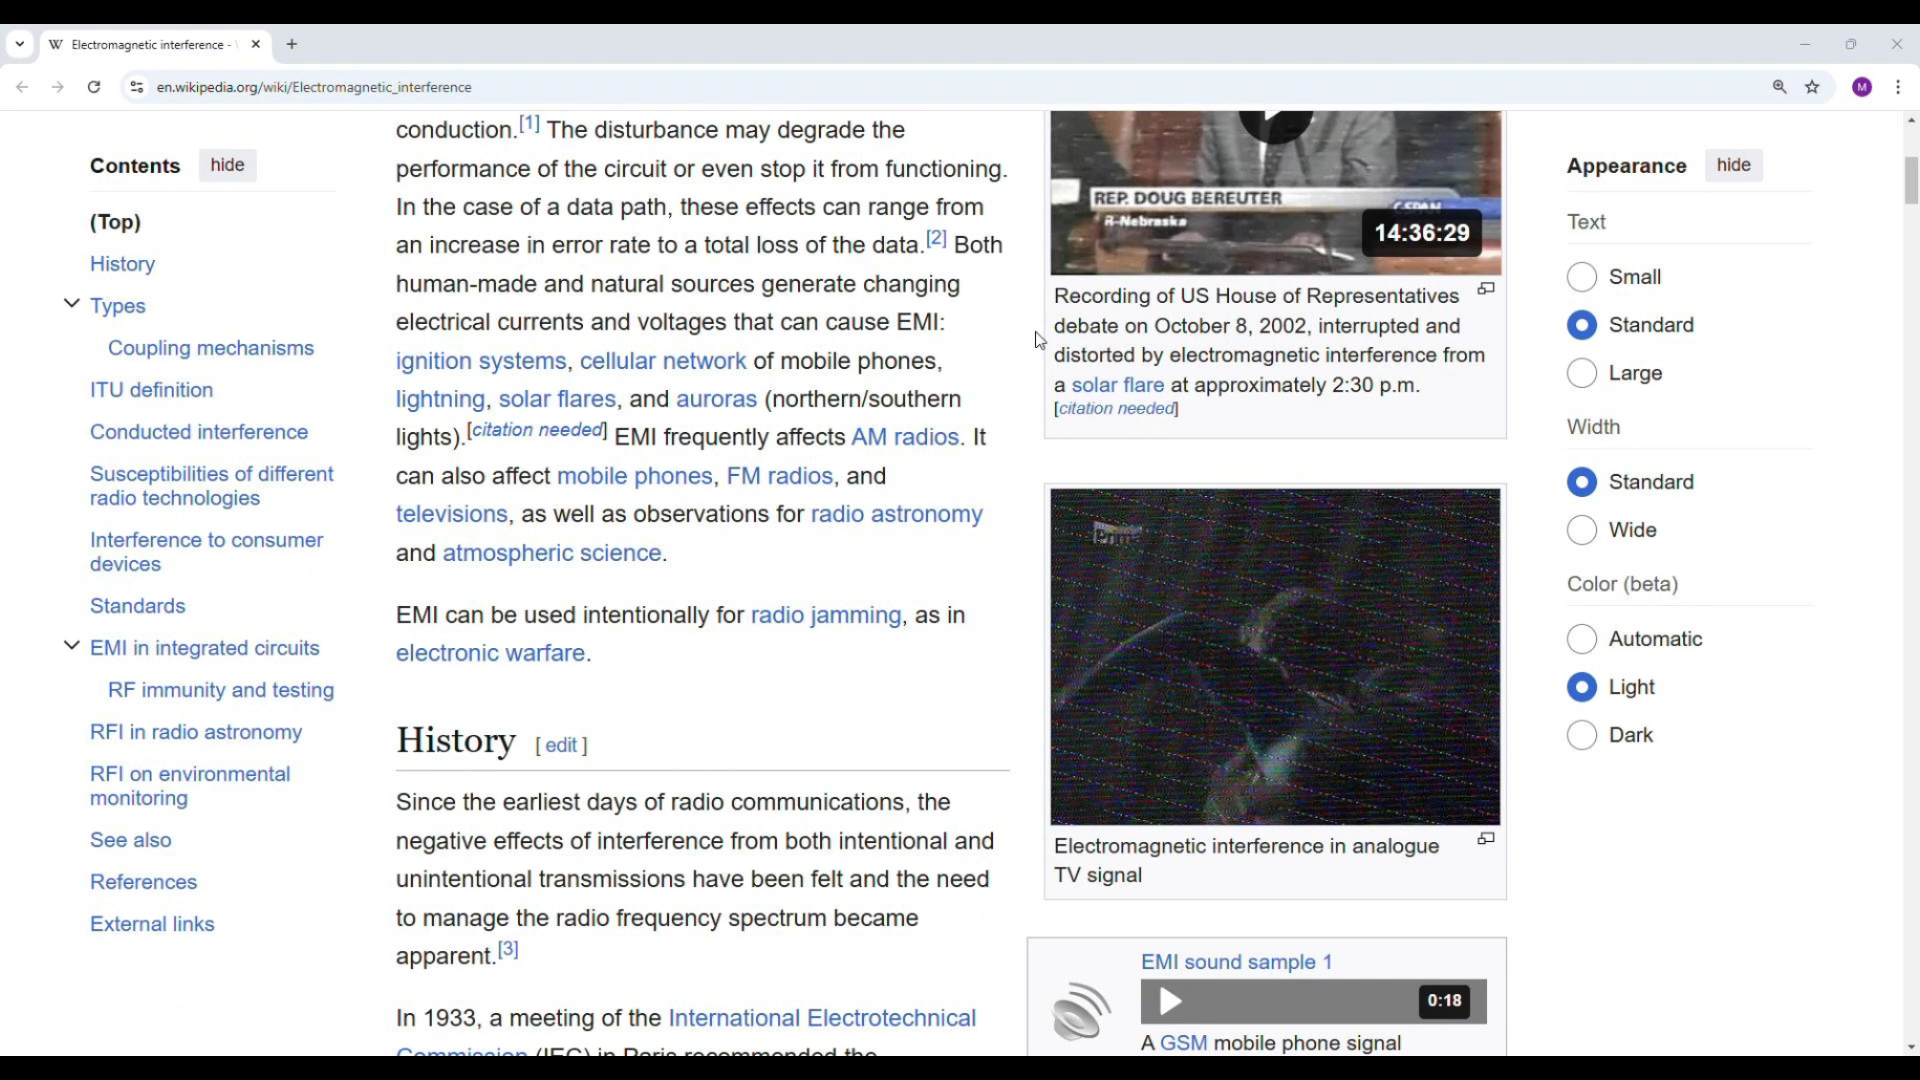 Electromagnetic interference -
en.wikipedia.org/wiki/Electromagnetic_interference
M
Contents hide
(Top)
History
Types
Coupling mechanisms
ITU definition
Conducted interference
Susceptibilities of different
radio technologies
Interference to consumer
devices
Standards
EMI in integrated circuits
RF immunity and testing
RFI in radio astronomy
RFI on environmental
monitoring
See also
References
External links
conduction.[1] The disturbance may degrade the
performance of the circuit or even stop it from functioning.
In the case of a data path, these effects can range from
an increase in error rate to a total loss of the data.[2] Both
human-made and natural sources generate changing
electrical currents and voltages that can cause EMI:
ignition systems, cellular network of mobile phones,
lightning, solar flares, and auroras (northern/southern
lights).[citation needed] EMI frequently affects AM radios. It
can also affect mobile phones, FM radios, and
televisions, as well as observations for radio astronomy
and atmospheric science.
EMI can be used intentionally for radio jamming, as in
electronic warfare.
History [ edit ]
Since the earliest days of radio communications, the
negative effects of interference from both intentional and
unintentional transmissions have been felt and the need
to manage the radio frequency spectrum became
apparent.[3]
In 1933, a meeting of the International Electrotechnical
Commission (IEC) in Paris recommended the
REP. DOUG BEREUTER
R-Nebraska
CSPAN
14:36:29
Recording of US House of Representatives
debate on October 8, 2002, interrupted and
distorted by electromagnetic interference from
a solar flare at approximately 2:30 p.m.
[citation needed]
Prime
Electromagnetic interference in analogue
TV signal
EMI sound sample 1
0:18
A GSM mobile phone signal
Appearance hide
Text
Small
Standard
Large
Width
Standard
Wide
Color (beta)
Automatic
Light
Dark